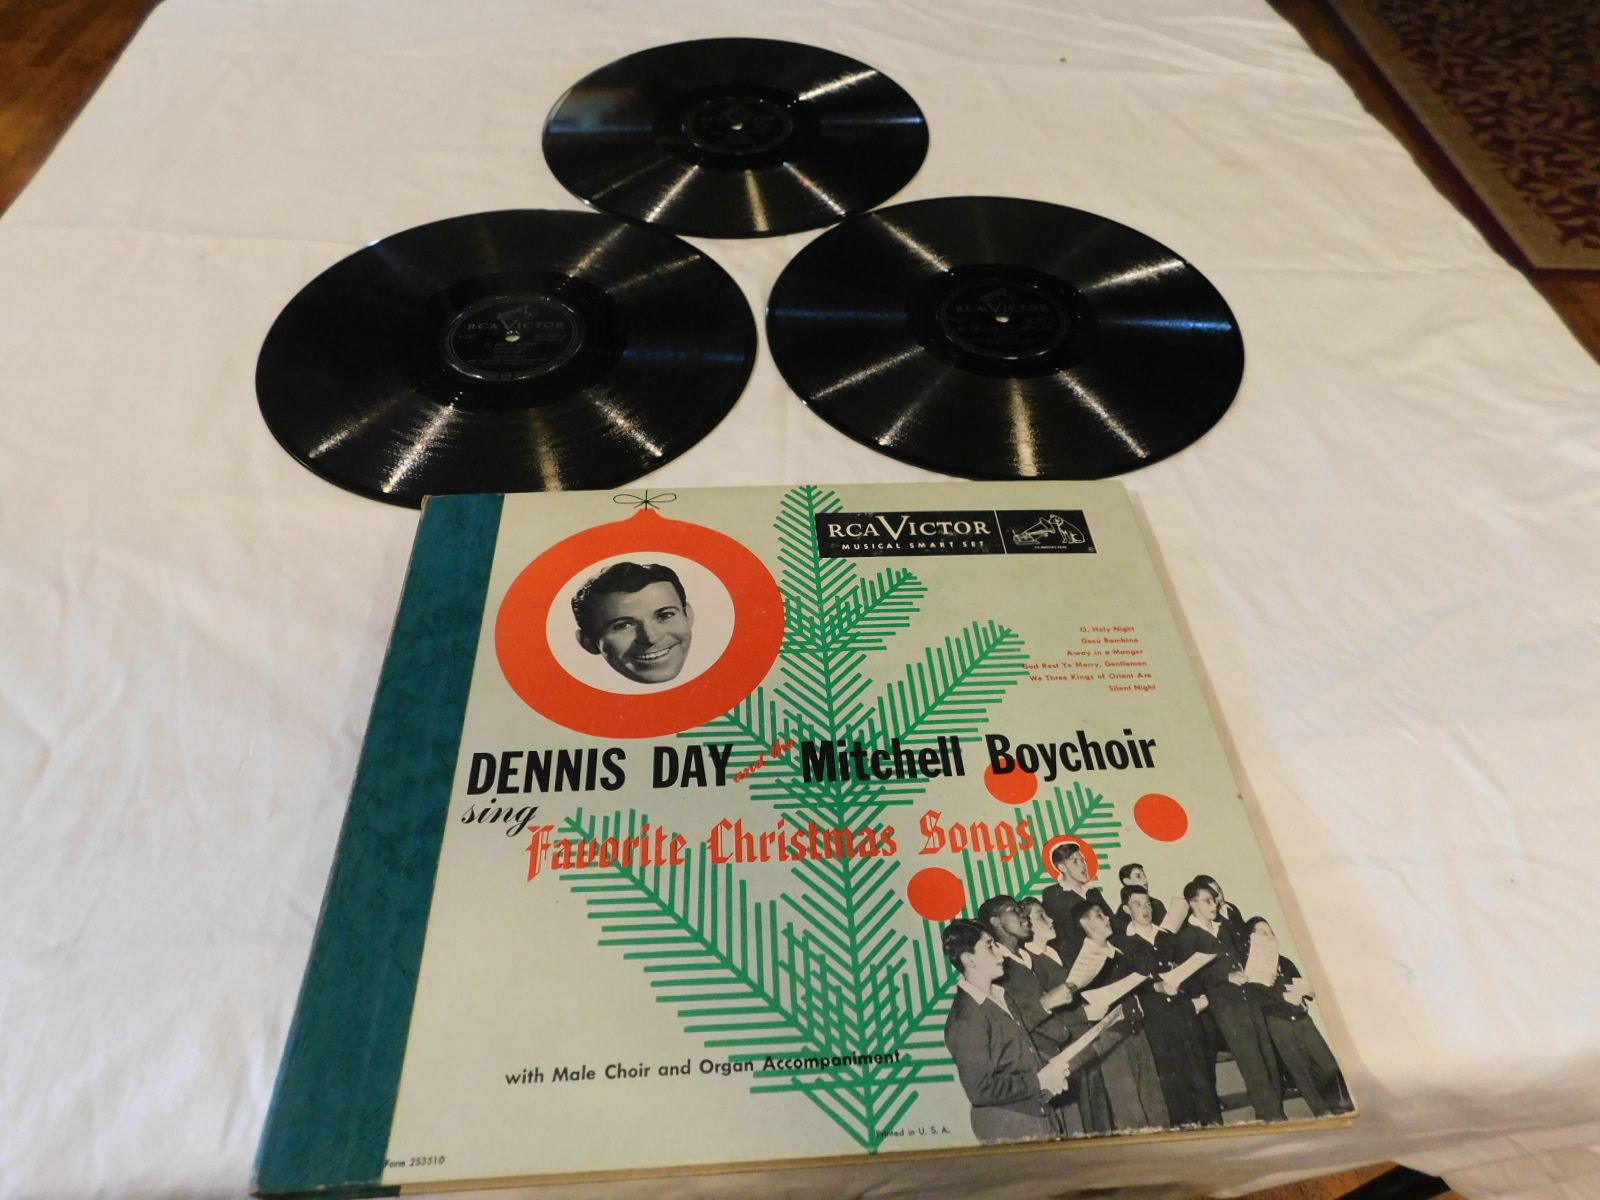 RCA VICTOR
RCA VICTOR
RCA VICTOR
RCA VICTOR
MUSICAL SMART SET
O, Holy Night
Gesú Bambino
Away in a Manger
God Rest Ye Merry, Gentlemen
We Three Kings of Orient Are
Silent Night
DENNIS DAY and the Mitchell Boychoir
sing
Favorite Christmas Songs
with Male Choir and Organ Accompaniment
Printed in U. S. A.
Form 2S3510